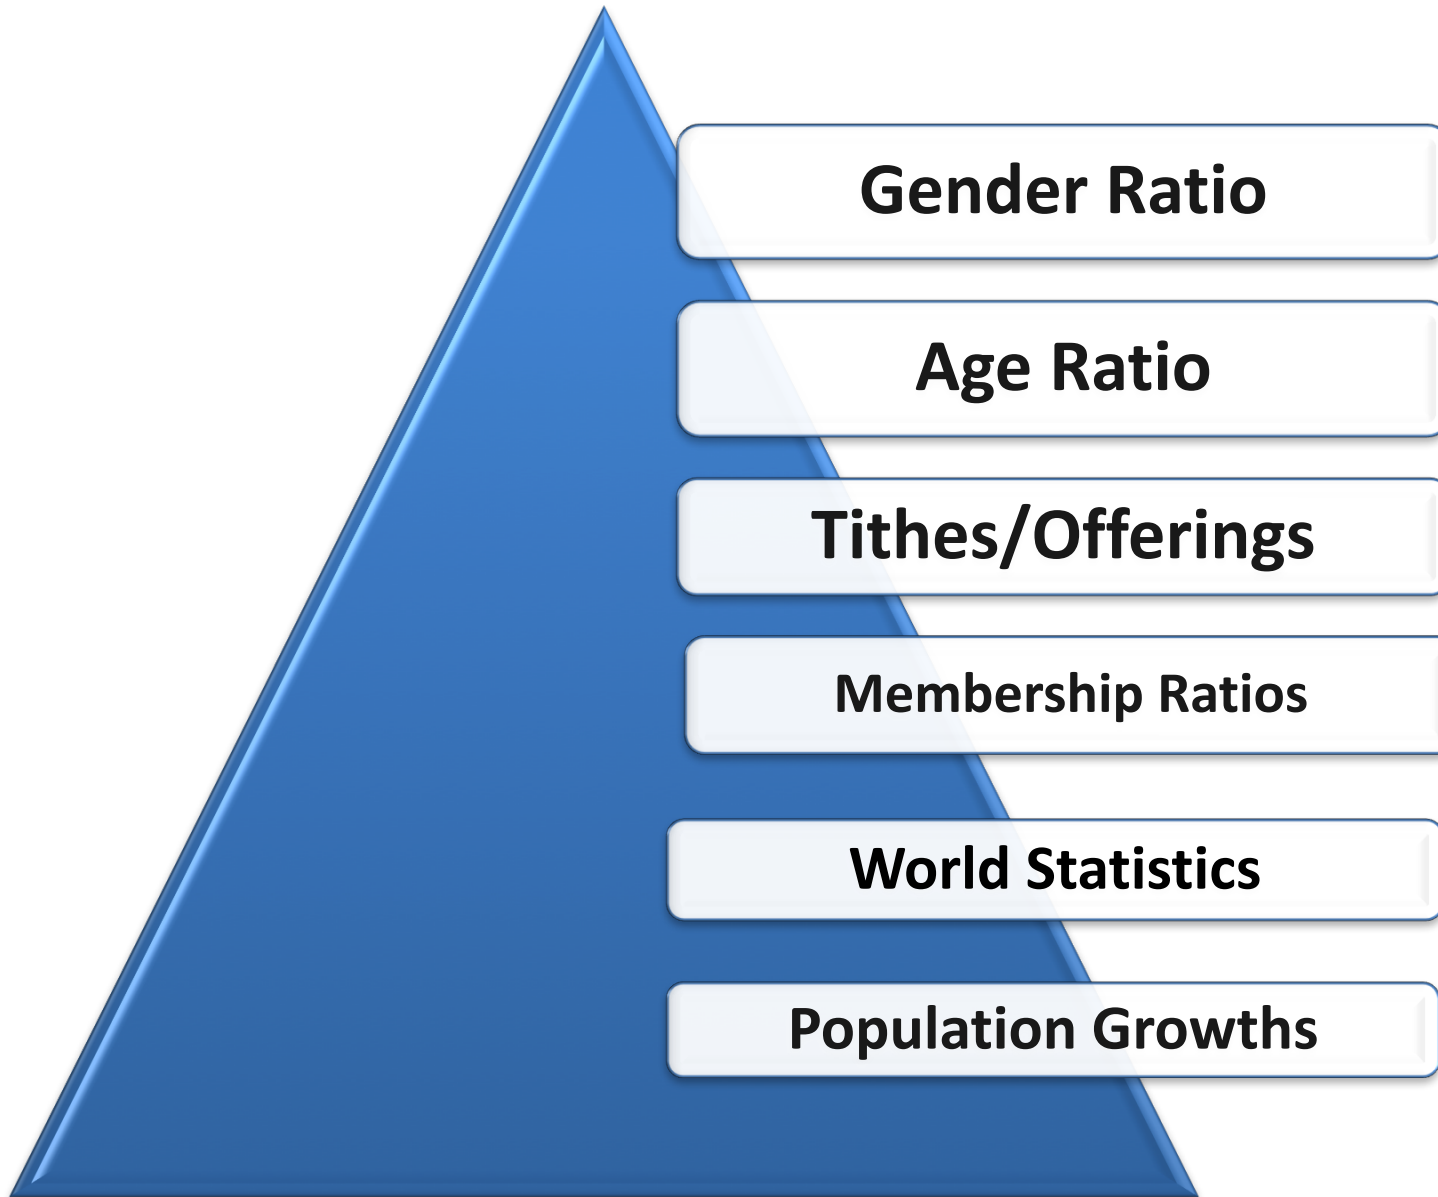 Gender Ratio
Age Ratio
Tithes/Offerings
Membership Ratios
World Statistics
Population Growths